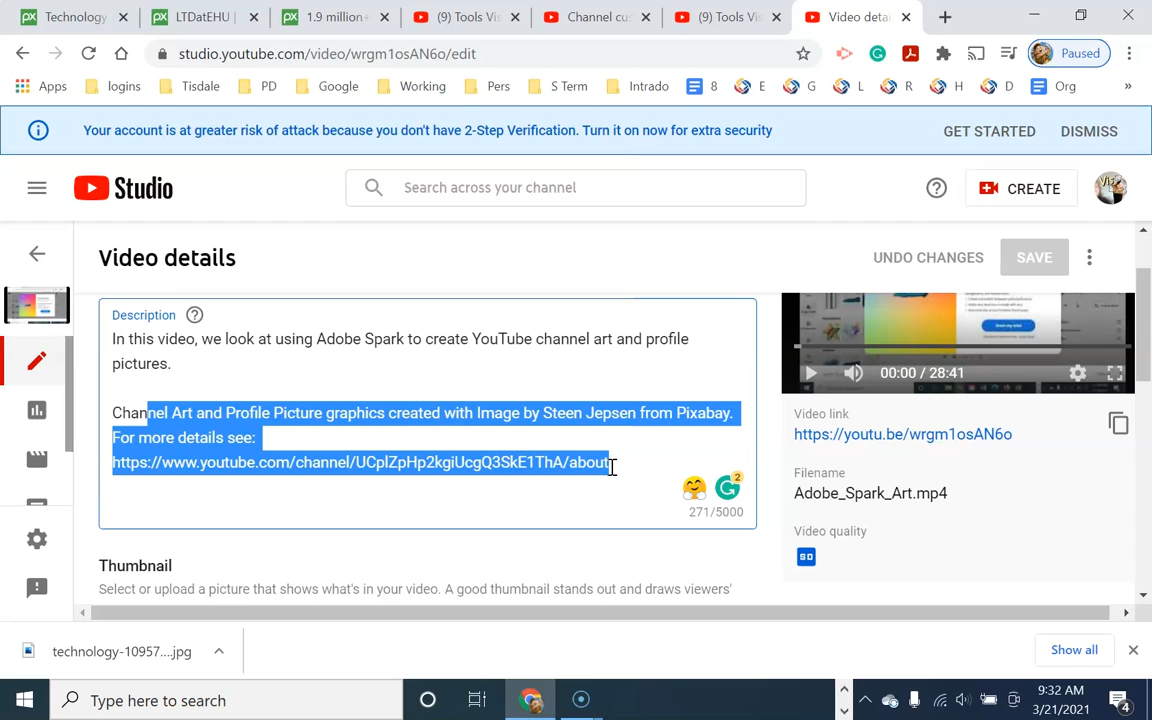 Technology
LTDatEHU |
1.9 million+
(9) Tools Vis
Channel cu
(9) Tools Vis
Video deta
studio.youtube.com/video/wrgm1osAN6o/edit
Paused
Apps
logins
Tisdale
PD
Google
Working
Pers
S Term
Intrado
8
E
G
L
R
H
D
Org
»
Your account is at greater risk of attack because you don't have 2-Step Verification. Turn it on now for extra security
GET STARTED
DISMISS
Studio
Search across your channel
CREATE
Video details
UNDO CHANGES
SAVE
Description
In this video, we look at using Adobe Spark to create YouTube channel art and profile
pictures.
Channel Art and Profile Picture graphics created with Image by Steen Jepsen from Pixabay.
For more details see:
https://www.youtube.com/channel/UCplZpHp2kgiUcgQ3SkE1ThA/about
2
271/5000
00:00 / 28:41
Video link
https://youtu.be/wrgm1osAN6o
Filename
Adobe_Spark_Art.mp4
Video quality
SD
Thumbnail
Select or upload a picture that shows what's in your video. A good thumbnail stands out and draws viewers'
technology-10957....jpg
Show all
Type here to search
9:32 AM
3/21/2021
4